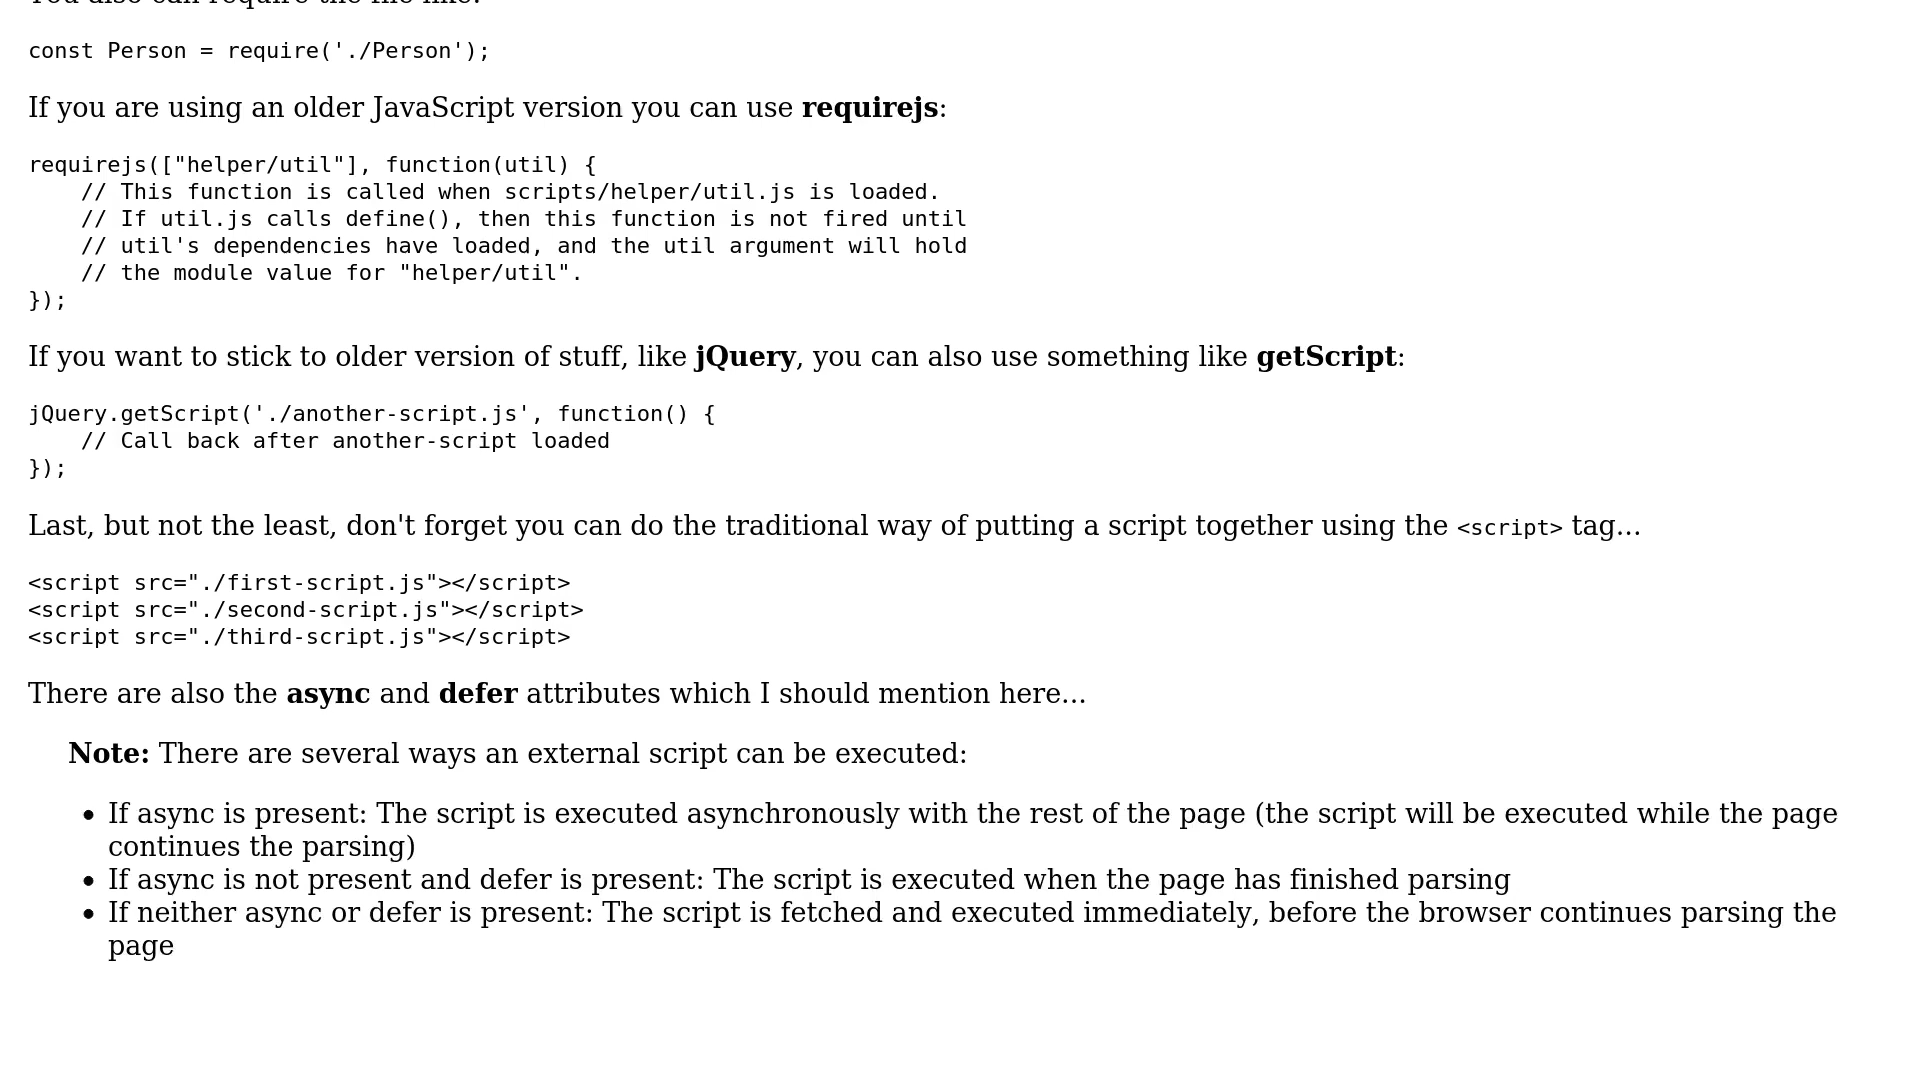 You also can require the file like:
const Person = require('./Person');
If you are using an older JavaScript version you can use requirejs:
requirejs(["helper/util"], function(util) {
    // This function is called when scripts/helper/util.js is loaded.
    // If util.js calls define(), then this function is not fired until
    // util's dependencies have loaded, and the util argument will hold
    // the module value for "helper/util".
});
If you want to stick to older version of stuff, like jQuery, you can also use something like getScript:
jQuery.getScript('./another-script.js', function() {
    // Call back after another-script loaded
});
Last, but not the least, don't forget you can do the traditional way of putting a script together using the <script> tag...
<script src="./first-script.js"></script>
<script src="./second-script.js"></script>
<script src="./third-script.js"></script>
There are also the async and defer attributes which I should mention here...
Note: There are several ways an external script can be executed:
• If async is present: The script is executed asynchronously with the rest of the page (the script will be executed while the page
continues the parsing)
• If async is not present and defer is present: The script is executed when the page has finished parsing
• If neither async or defer is present: The script is fetched and executed immediately, before the browser continues parsing the
page